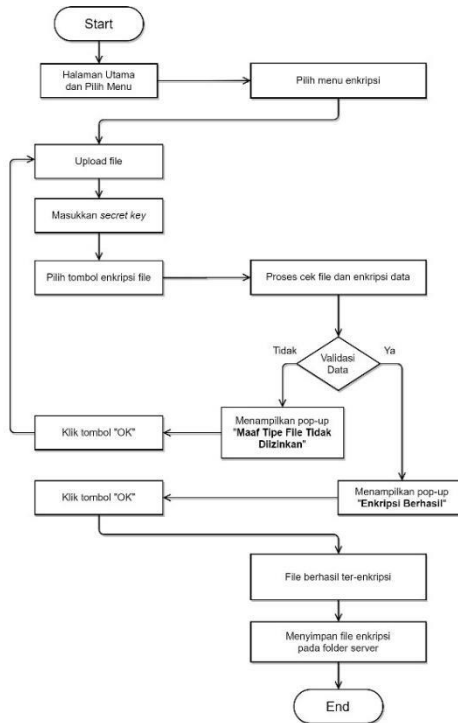 Start
Halaman Utama
dan Pilih Menu
Pilih menu enkripsi
Upload file
Masukkan secret key
Pilih tombol enkripsi file
Proses cek file dan enkripsi data
Tidak
Validasi
Data
Ya
Menampilkan pop-up
"Maaf Tipe File Tidak
Diizinkan"
Klik tombol "OK"
Klik tombol "OK"
Menampilkan pop-up
"Enkripsi Berhasil"
File berhasil ter-enkripsi
Menyimpan file enkripsi
pada folder server
End